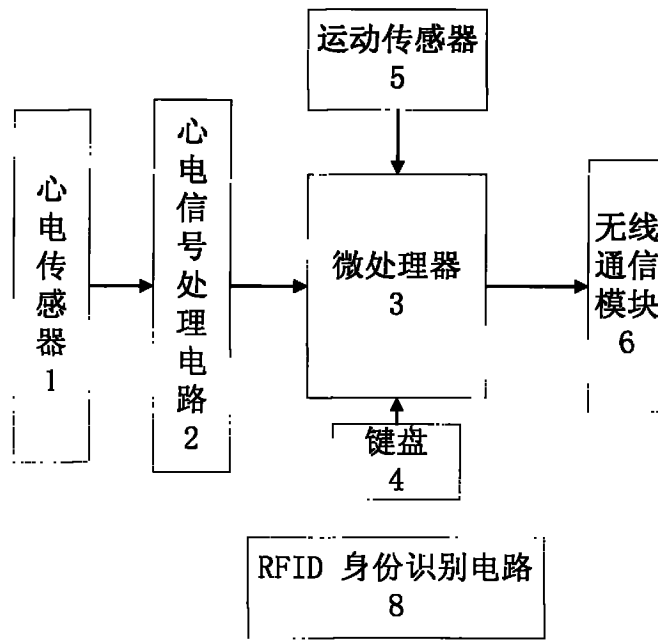 运动传感器
5
心电传感器
1
心电信号处理电路
2
微处理器
3
无线
通信
模块
6
键盘
4
RFID 身份识别电路
8